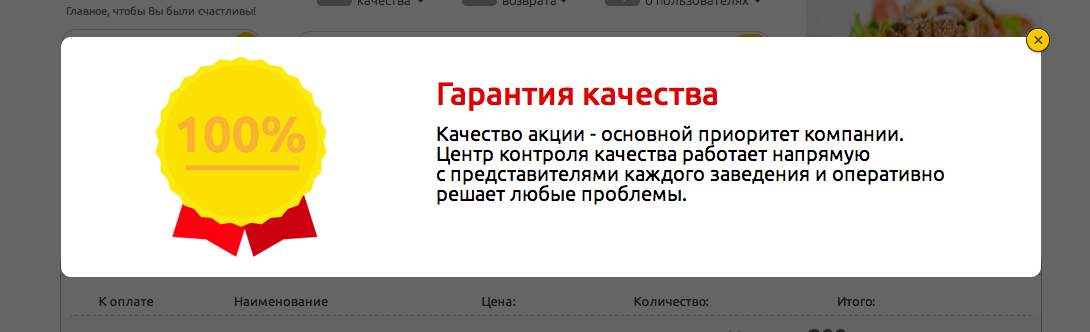 Главное, чтобы Вы были счастливы!
качества
возврата
о пользователях
100%
Гарантия качества
Качество акции - основной приоритет компании.
Центр контроля качества работает напрямую
с представителями каждого заведения и оперативно
решает любые проблемы.
К оплате Наименование Цена: Количество: Итого: